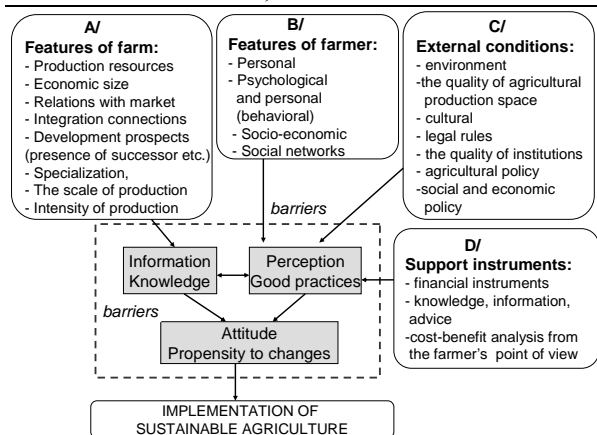 A/
Features of farm:
- Production resources
- Economic size
- Relations with market
- Integration connections
- Development prospects
(presence of successor etc.)
- Specialization,
- The scale of production
- Intensity of production
B/
Features of farmer:
- Personal
- Psychological
and personal
(behavioral)
- Socio-economic
- Social networks
C/
External conditions:
- environment
-the quality of agricultural
production space
- cultural
- legal rules
- the quality of institutions
- agricultural policy
-social and economic
policy
barriers
Information
Knowledge
Perception
Good practices
D/
Support instruments:
- financial instruments
- knowledge, information,
advice
-cost-benefit analysis from
the farmer's point of view
barriers
Attitude
Propensity to changes
IMPLEMENTATION OF
SUSTAINABLE AGRICULTURE